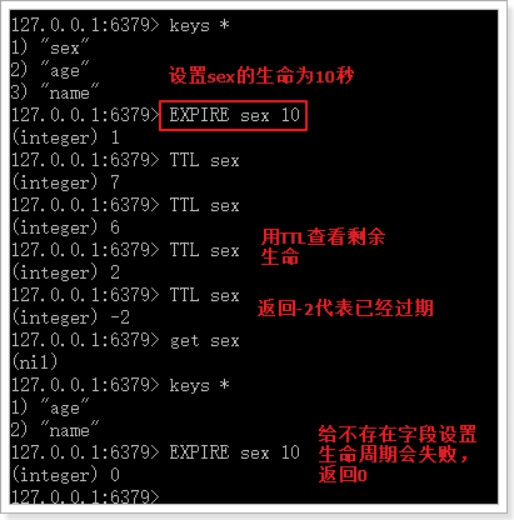 127.0.0.1:6379> keys *
1) "sex"
2) "age"
3) "name"
设置sex的生命为10秒
127.0.0.1:6379> EXPIRE sex 10
(integer) 1
127.0.0.1:6379> TTL sex
(integer) 7
127.0.0.1:6379> TTL sex
(integer) 6
127.0.0.1:6379> TTL sex
(integer) 2
用TTL查看剩余
生命
127.0.0.1:6379> TTL sex
(integer) -2
返回-2代表已经过期
127.0.0.1:6379> get sex
(nil)
127.0.0.1:6379> keys *
1) "age"
2) "name"
127.0.0.1:6379> EXPIRE sex 10
(integer) 0
给不存在字段设置
生命周期会失败，
返回0
127.0.0.1:6379>